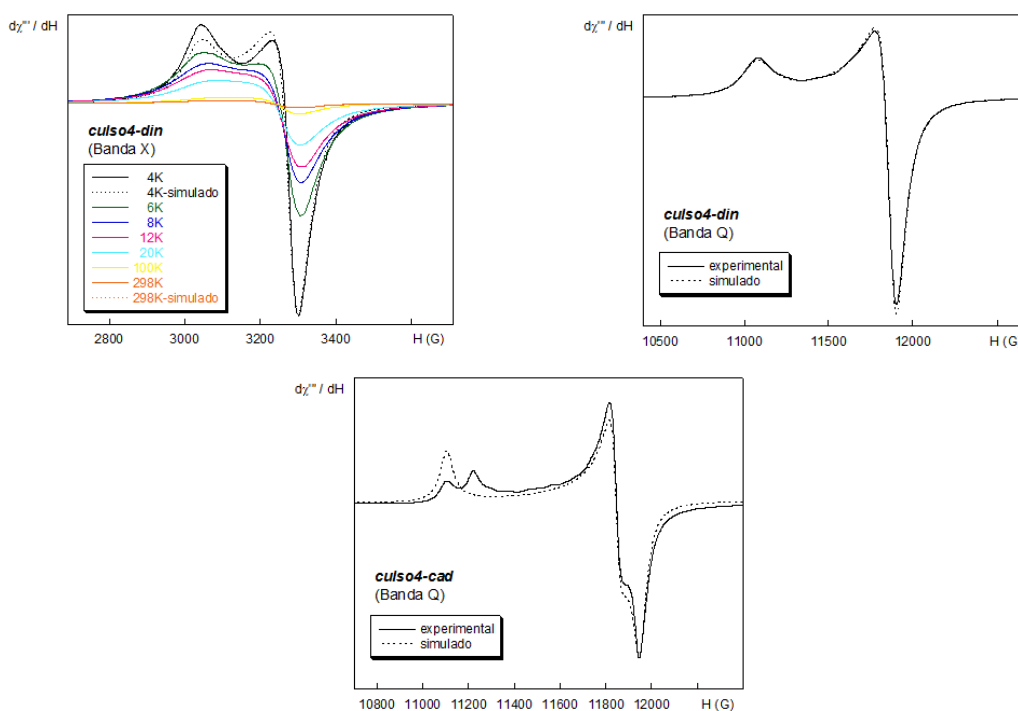 dχ''' / dH
culso4-din
(Banda X)
4K
4K-simulado
6K
8K
12K
20K
100K
298K
298K-simulado
2800 3000 3200 3400 H (G)
dχ''' / dH
culso4-din
(Banda Q)
experimental
simulado
10500 11000 11500 12000 H (G)
dχ''' / dH
culso4-cad
(Banda Q)
experimental
simulado
10800 11000 11200 11400 11600 11800 12000 H (G)